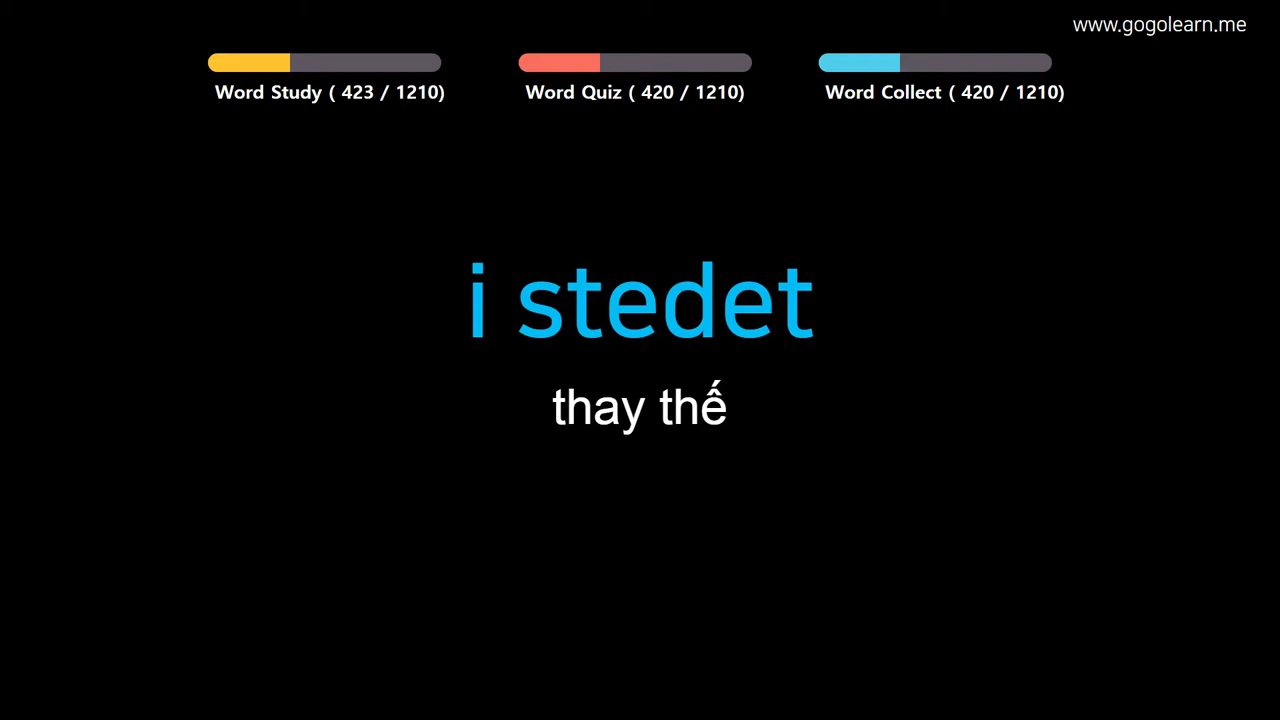 www.gogolearn.me
Word Study ( 423 / 1210)
Word Quiz ( 420 / 1210)
Word Collect ( 420 / 1210)
i stedet
thay thế